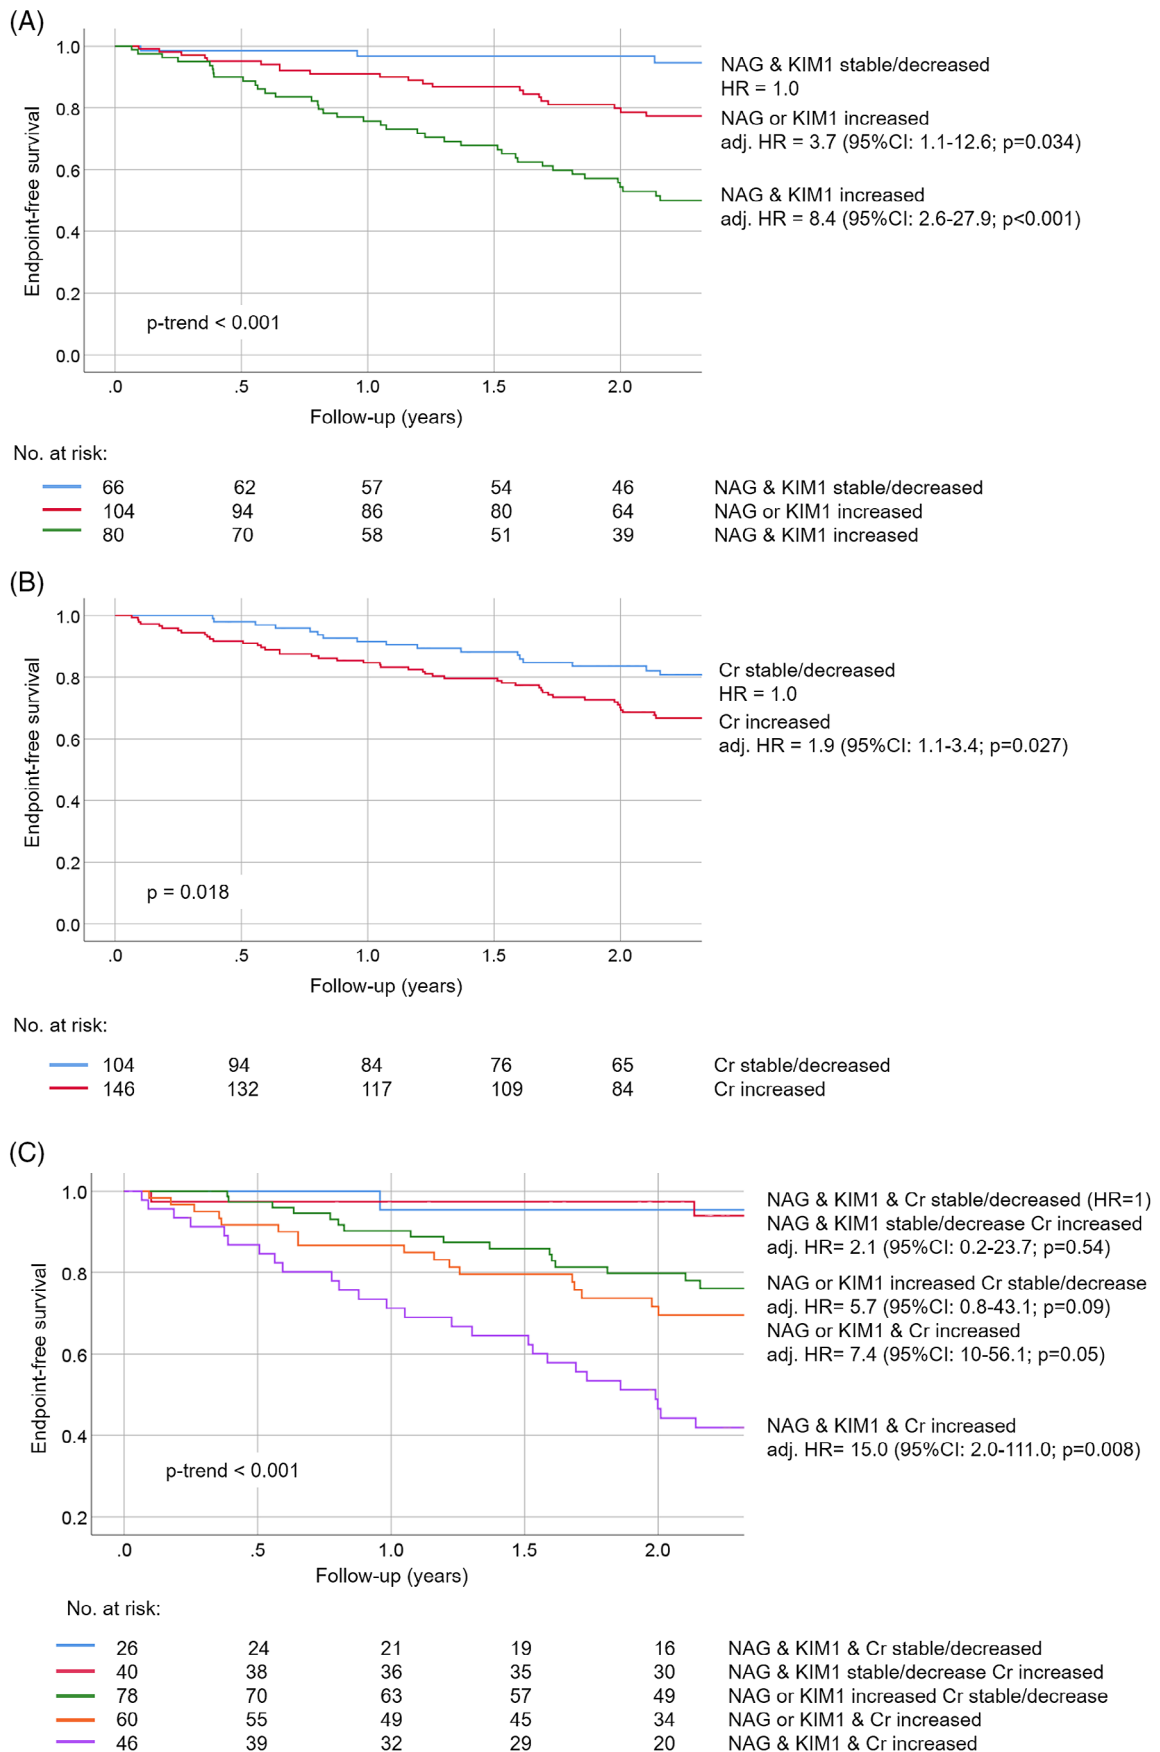 (A)
1.0
0.8
0.6
0.4
0.2
0.0
Endpoint-free survival
NAG & KIM1 stable/decreased
HR = 1.0
NAG or KIM1 increased
adj. HR = 3.7 (95%CI: 1.1-12.6; p=0.034)
NAG & KIM1 increased
adj. HR = 8.4 (95%CI: 2.6-27.9; p<0.001)
p-trend < 0.001
.0 .5 1.0 1.5 2.0
Follow-up (years)
No. at risk:
66 62 57 54 46 NAG & KIM1 stable/decreased
104 94 86 80 64 NAG or KIM1 increased
80 70 58 51 39 NAG & KIM1 increased
(B)
1.0
0.8
0.6
0.4
0.2
0.0
Endpoint-free survival
Cr stable/decreased
HR = 1.0
Cr increased
adj. HR = 1.9 (95%CI: 1.1-3.4; p=0.027)
p = 0.018
.0 .5 1.0 1.5 2.0
Follow-up (years)
No. at risk:
104 94 84 76 65 Cr stable/decreased
146 132 117 109 84 Cr increased
(C)
1.0
0.8
0.6
0.4
0.2
Endpoint-free survival
NAG & KIM1 & Cr stable/decreased (HR=1)
NAG & KIM1 stable/decrease Cr increased
adj. HR= 2.1 (95%CI: 0.2-23.7; p=0.54)
NAG or KIM1 increased Cr stable/decrease
adj. HR= 5.7 (95%CI: 0.8-43.1; p=0.09)
NAG or KIM1 & Cr increased
adj. HR= 7.4 (95%CI: 10-56.1; p=0.05)
NAG & KIM1 & Cr increased
adj. HR= 15.0 (95%CI: 2.0-111.0; p=0.008)
p-trend < 0.001
.0 .5 1.0 1.5 2.0
Follow-up (years)
No. at risk:
26 24 21 19 16 NAG & KIM1 & Cr stable/decreased
40 38 36 35 30 NAG & KIM1 stable/decrease Cr increased
78 70 63 57 49 NAG or KIM1 increased Cr stable/decrease
60 55 49 45 34 NAG or KIM1 & Cr increased
46 39 32 29 20 NAG & KIM1 & Cr increased